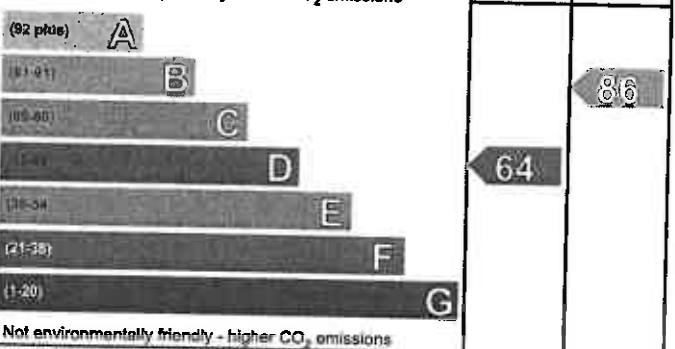 (92 plus) A
(81-91) B
86
C
D
64
E
(21-38) F
(1-20) G
Not environmentally friendly - higher CO₂ emissions